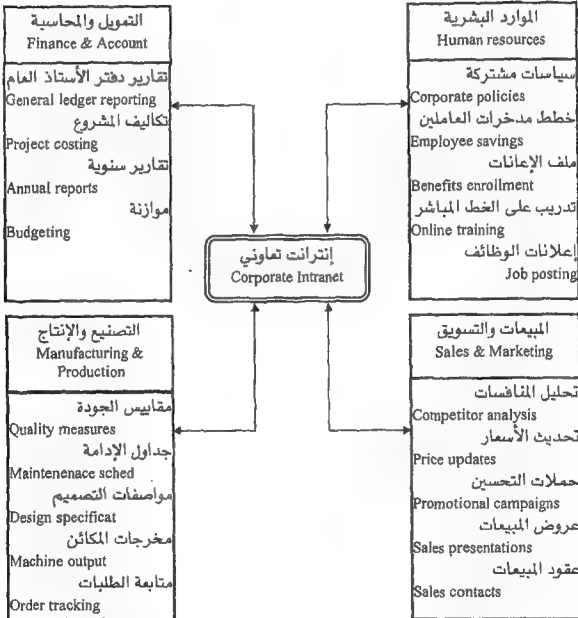 التمويل والمحاسبة
Finance & Account
تقارير دفتر الأستاذ العام
General ledger reporting
تكاليف المشروع
Project costing
تقارير سنوية
Annual reports
موازنة
Budgeting
الموارد البشرية
Human resources
سياسات مشتركة
Corporate policies
خطط مدخرات العاملين
Employee savings
ملف الإعانات
Benefits enrollment
تدريب على الخط المباشر
Online training
إعلانات الوظائف
Job posting
إنترانت تعاوني
Corporate Intranet
التصنيع والإنتاج
Manufacturing &
Production
مقاييس الجودة
Quality measures
جداول الإدامة
Maintenenace sched
مواصفات التصميم
Design specificat
مخرجات المكائن
Machine output
متابعة الطلبات
Order tracking
المبيعات والتسويق
Sales & Marketing
تحليل المنافسات
Competitor analysis
تحديث الأسعار
Price updates
حملات التحسين
Promotional campaigns
عروض المبيعات
Sales presentations
عقود المبيعات
Sales contacts